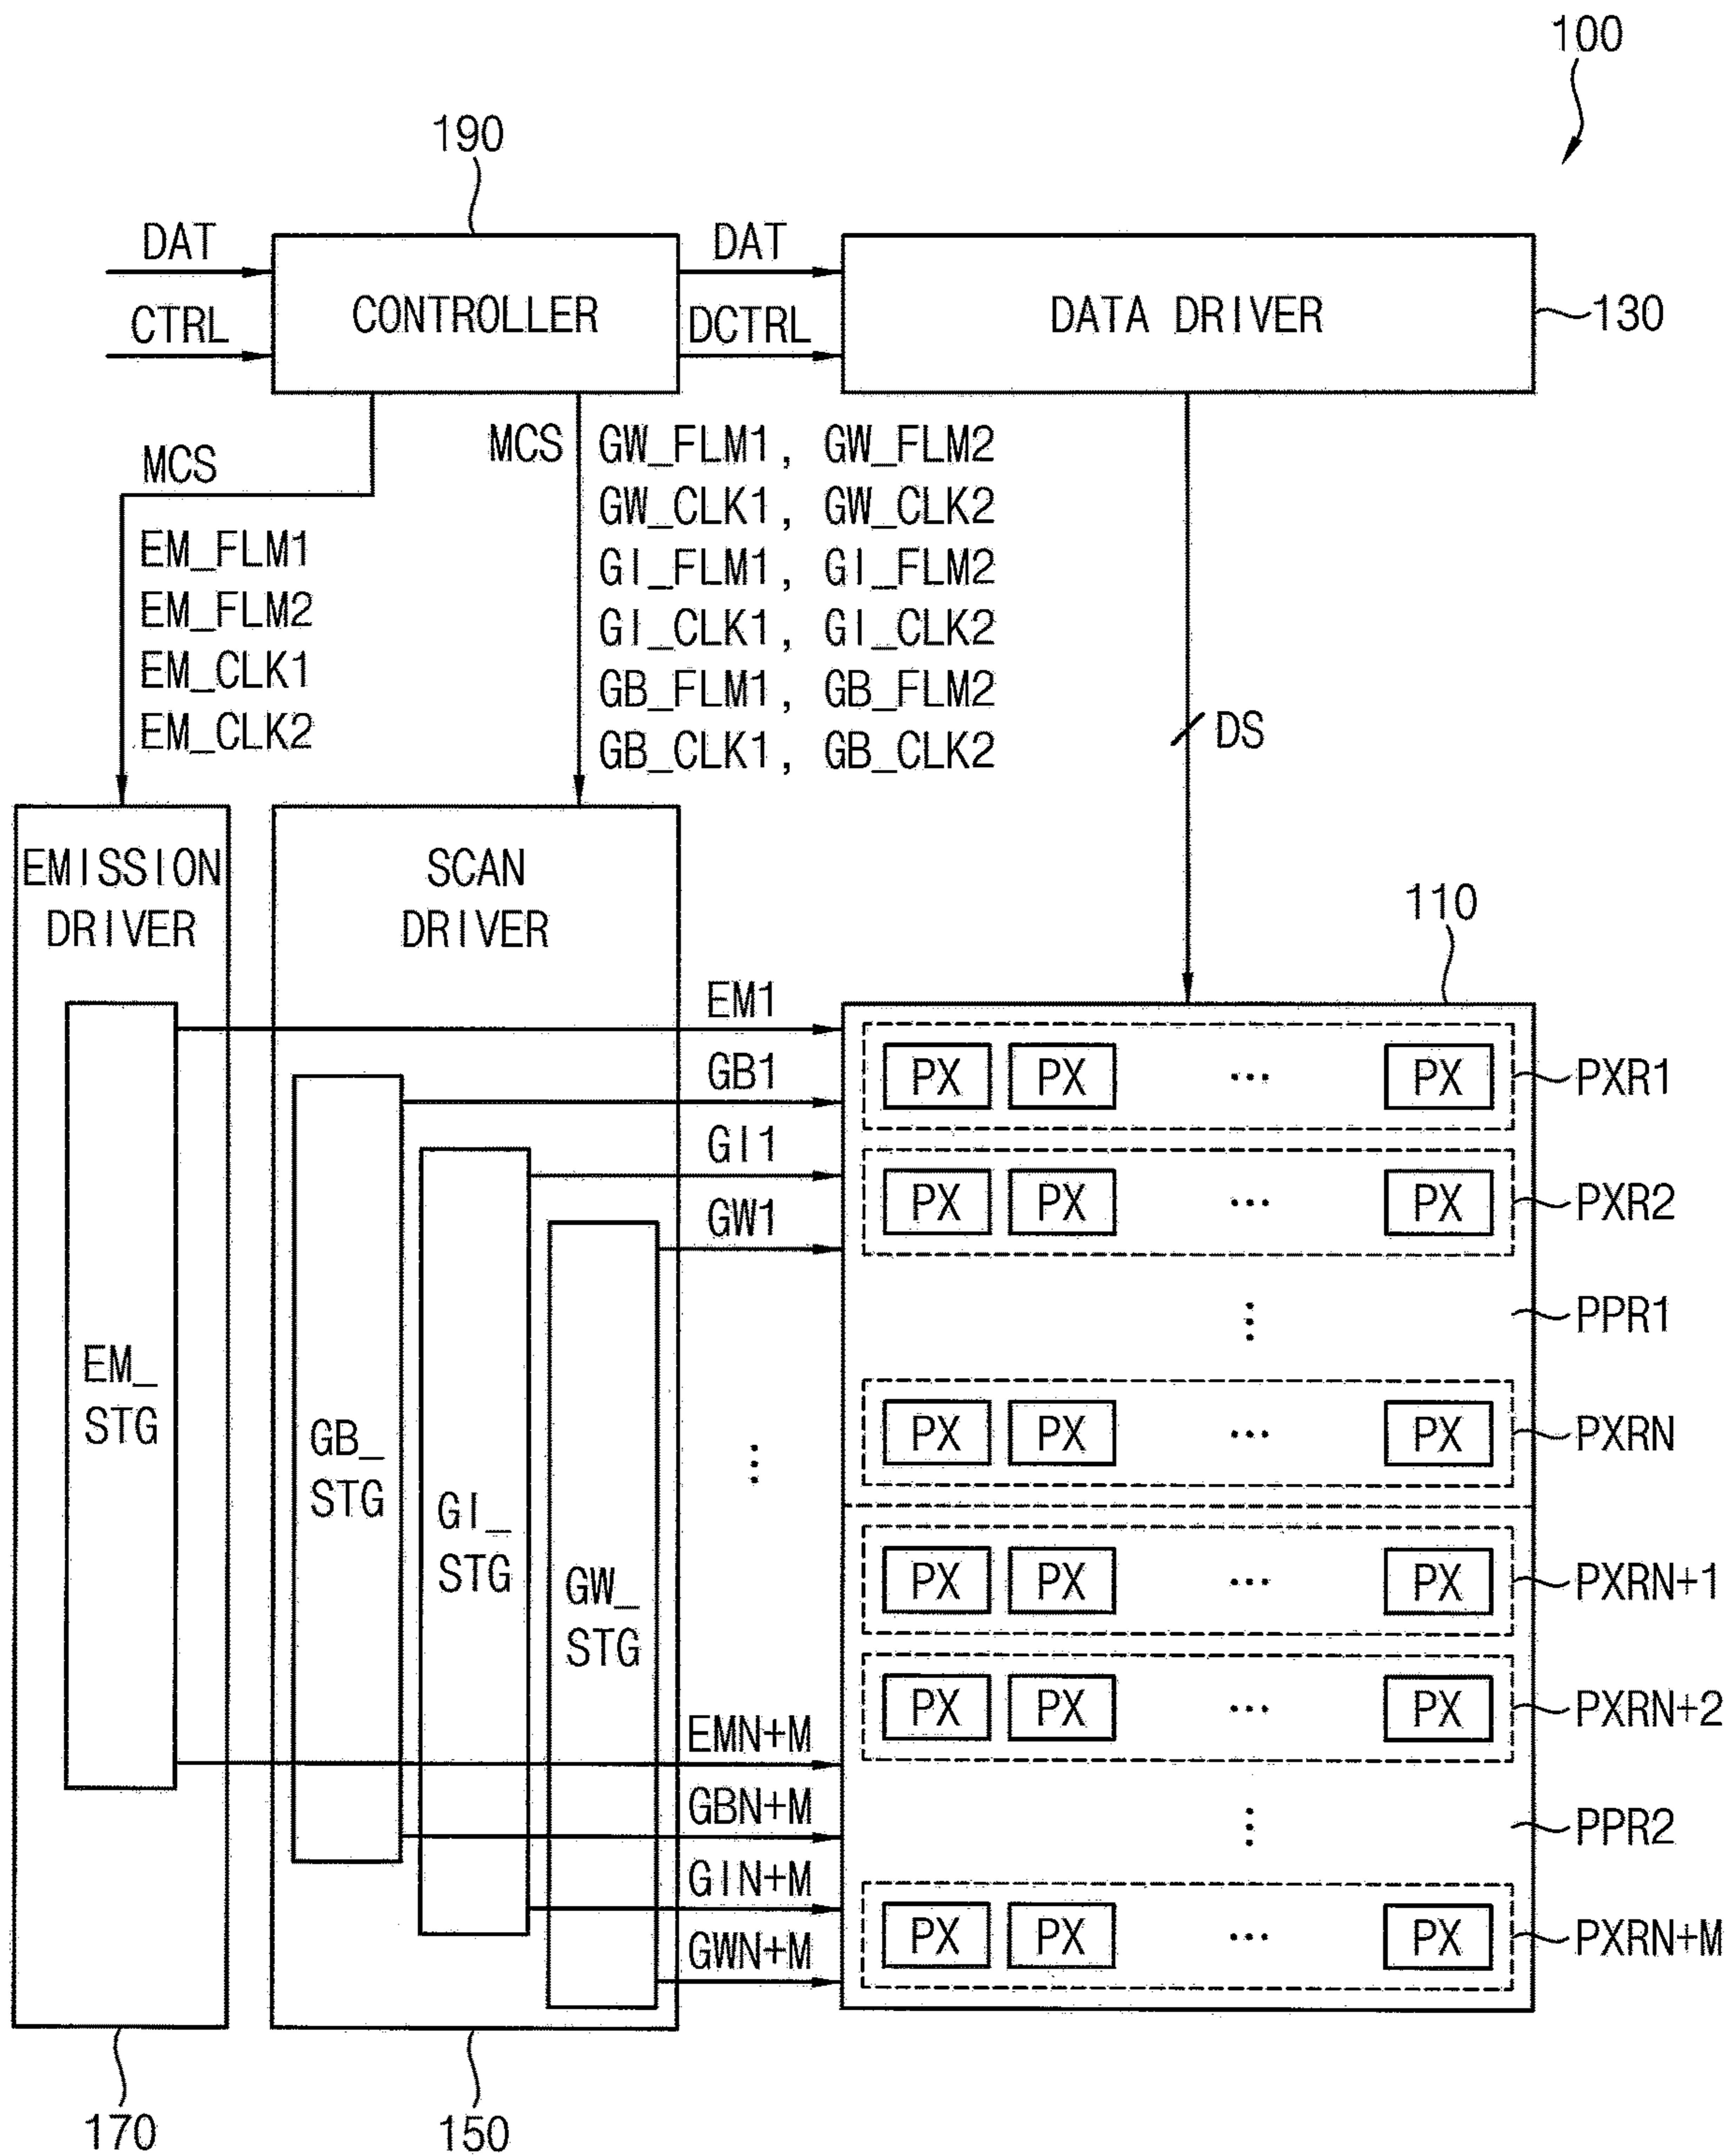 100
190
DAT
CTRL
CONTROLLER
DAT
DCTRL
DATA DRIVER
130
MCS
EM_FLM1
EM_FLM2
EM_CLK1
EM_CLK2
MCS
GW_FLM1, GW_FLM2
GW_CLK1, GW_CLK2
GI_FLM1, GI_FLM2
GI_CLK1, GI_CLK2
GB_FLM1, GB_FLM2
GB_CLK1, GB_CLK2
DS
EMISSION
DRIVER
SCAN
DRIVER
110
EM_
STG
GB_
STG
GI_
STG
GW_
STG
EM1
GB1
GI1
GW1
⋮
EMN+M
GBN+M
GIN+M
GWN+M
PX PX ... PX PXR1
PX PX ... PX PXR2
⋮ PPR1
PX PX ... PX PXRN
PX PX ... PX PXRN+1
PX PX ... PX PXRN+2
⋮ PPR2
PX PX ... PX PXRN+M
170
150